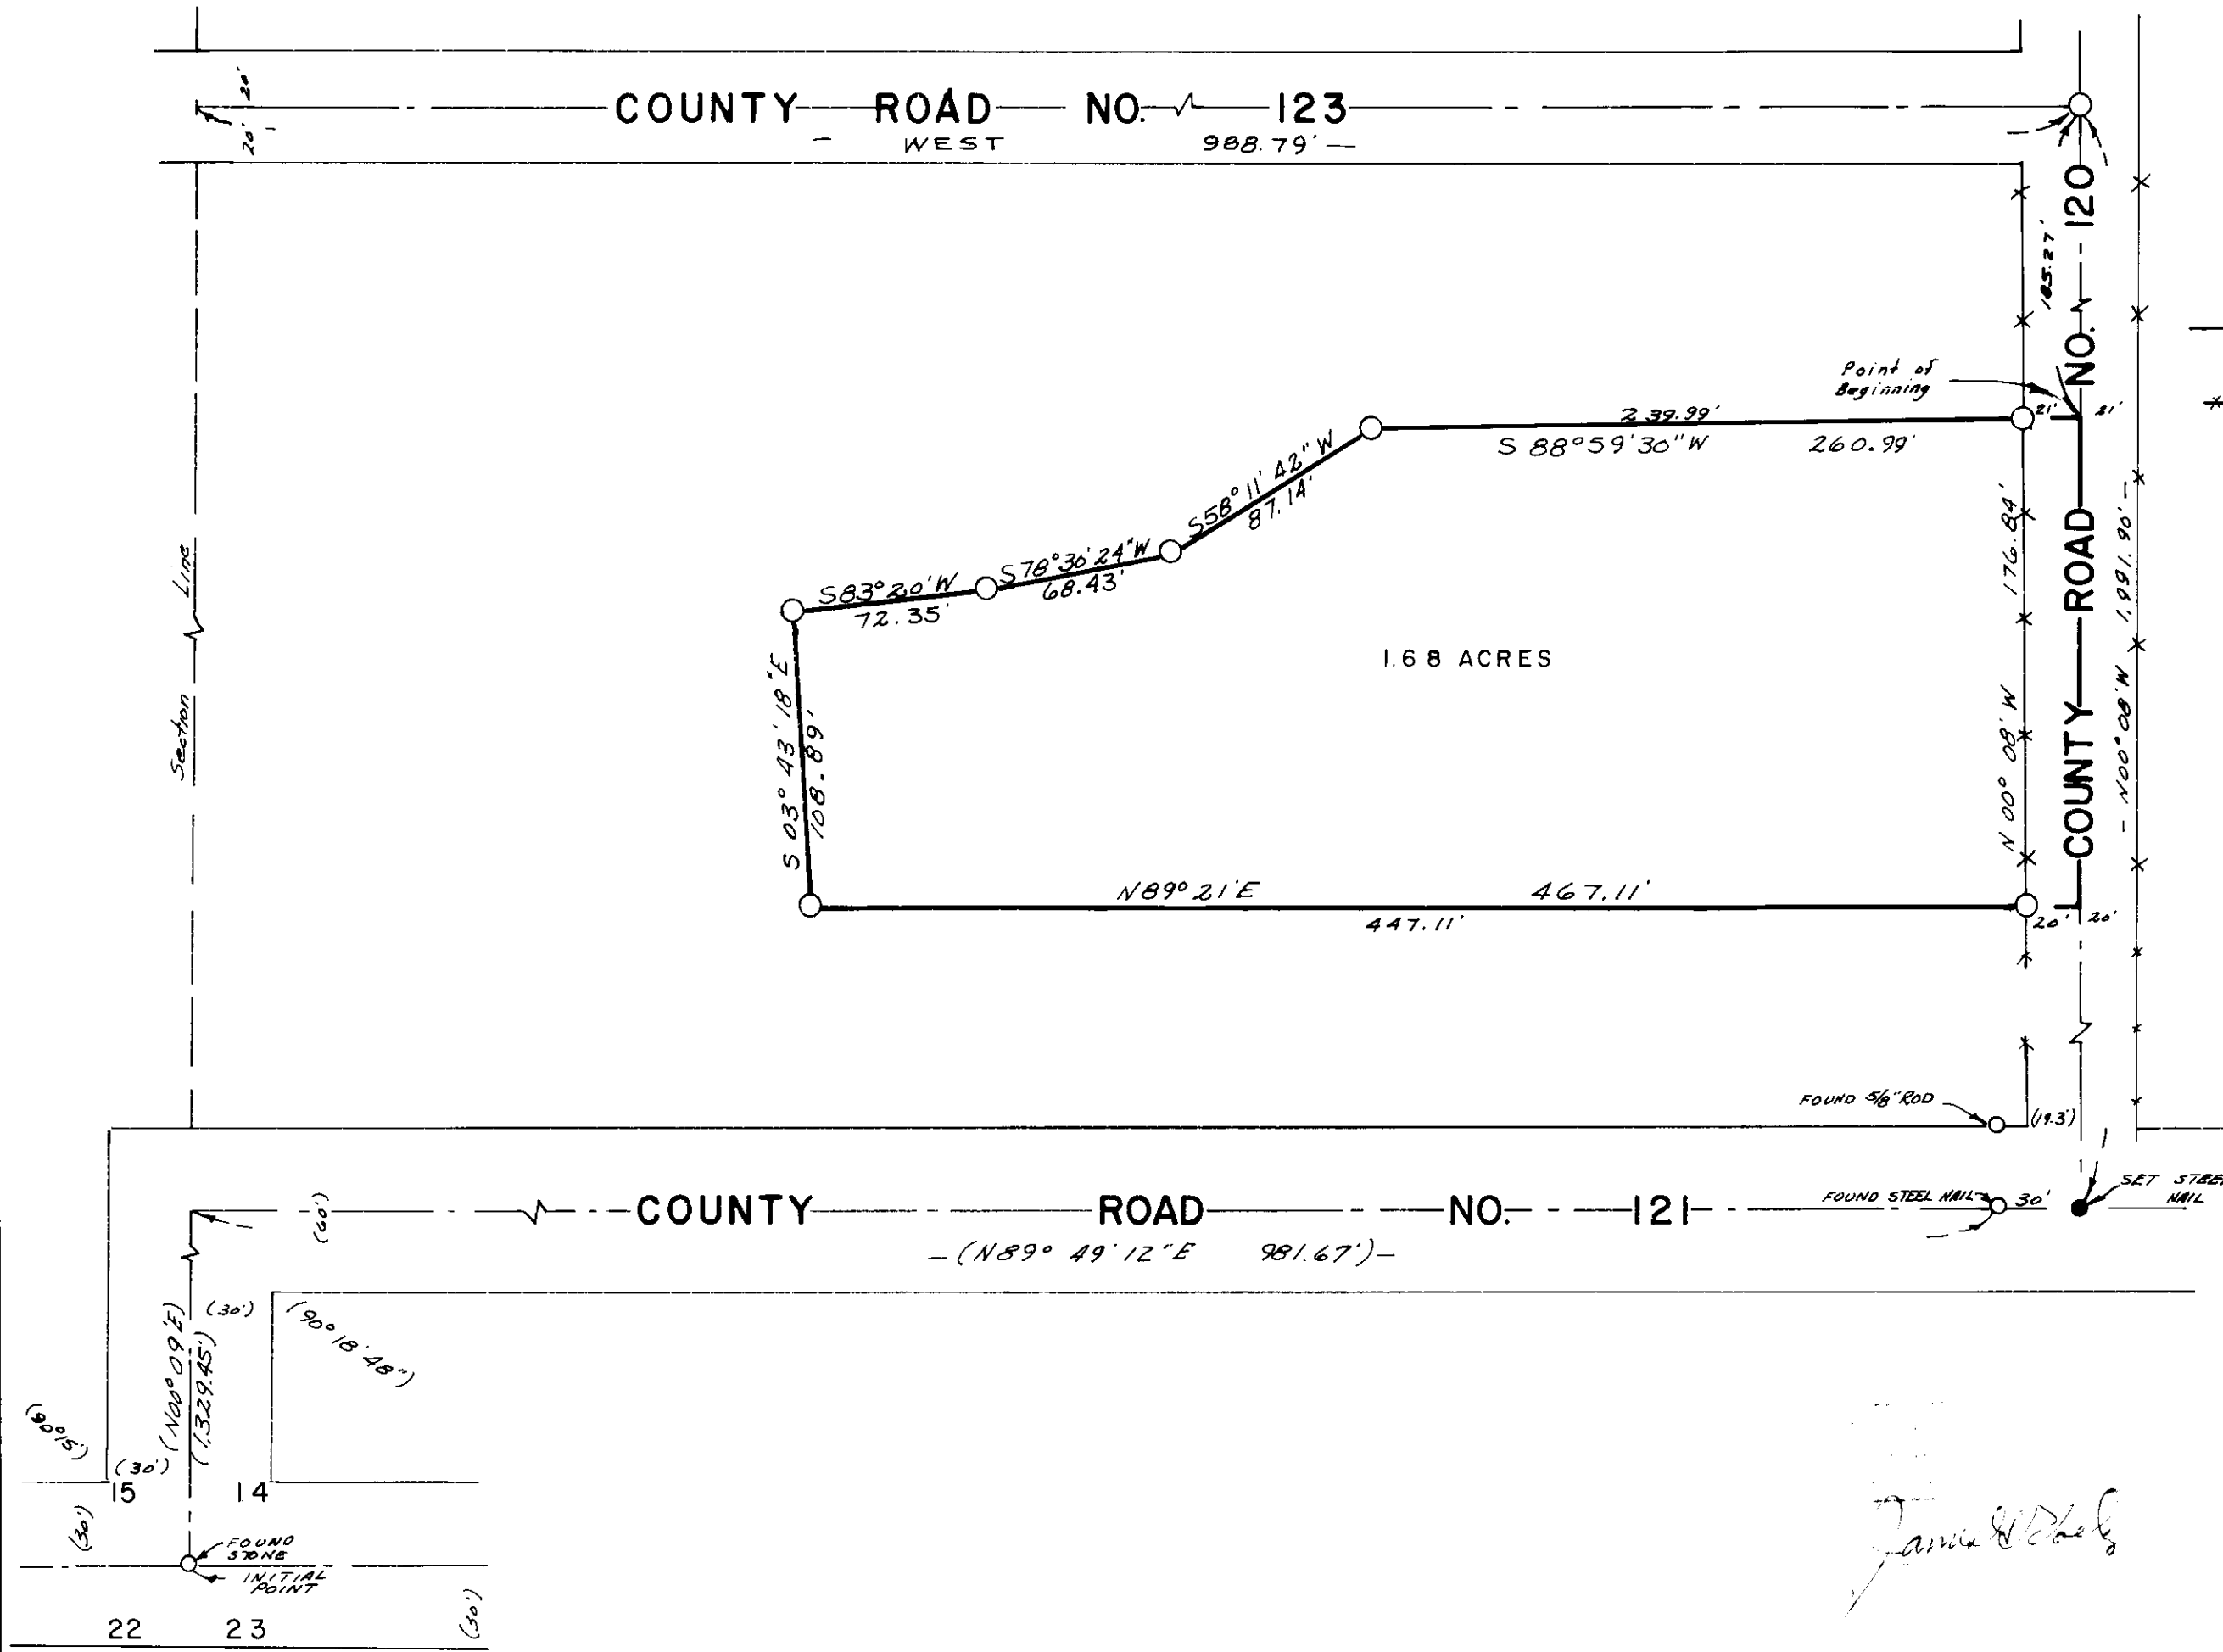 20'
20'
COUNTY ROAD NO. 123
WEST 988.79'
NO. 120
105.27'
Point of
Beginning
21'
21'
239.99'
S 88°59'30" W 260.99'
S58° 11' 42" W
87.14'
S78°30'24"W
68.43'
S83°20'W
72.35'
Section Line
1.68 ACRES
176.84'
N 00° 08' W
COUNTY ROAD
- N00°08'W 1,991.90' -
S 03° 43' 18" E
108.89'
N89° 21' E 467.11'
447.11'
20'
20'
FOUND 5/8" ROD
(19.3')
(60')
COUNTY ROAD NO. 121
FOUND STEEL NAIL
30'
SET STEE
NAIL
-(N89° 49' 12" E 981.67')-
(N00° 09' E)
(1,329.45')
(30')
(90° 18' 48")
(90°15')
(30')
15
14
(30')
FOUND
STONE
INITIAL
POINT
22
23
(30')